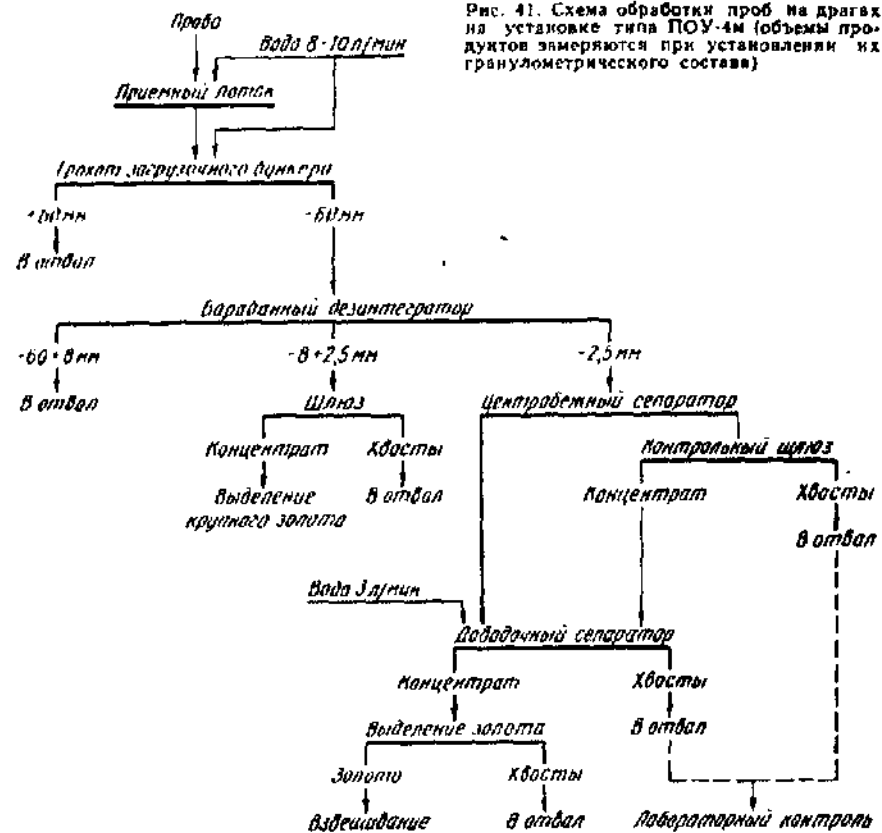 Рис. 41. Схема обработки проб на драгах
на установке типа ПОУ-4м (объемы про-
дуктов замеряются при установлении их
гранулометрического состава)
Проба
Вода 8-10 л/мин
Приемный лоток
Грохот загрузочного бункера
+60 мм
-60 мм
В отвал
Барабанный дезинтегратор
-60+8 мм
-8+2,5 мм
-2,5 мм
В отвал
Шлюз
Центробежный сепаратор
Концентрат
Хвосты
Контрольный шлюз
Выделение
крупного золота
В отвал
Концентрат
Хвосты
В отвал
Вода 3 л/мин
Доводочный сепаратор
Концентрат
Хвосты
Выделение золота
В отвал
Золото
Хвосты
Взвешивание
В отвал
Лабораторный контроль